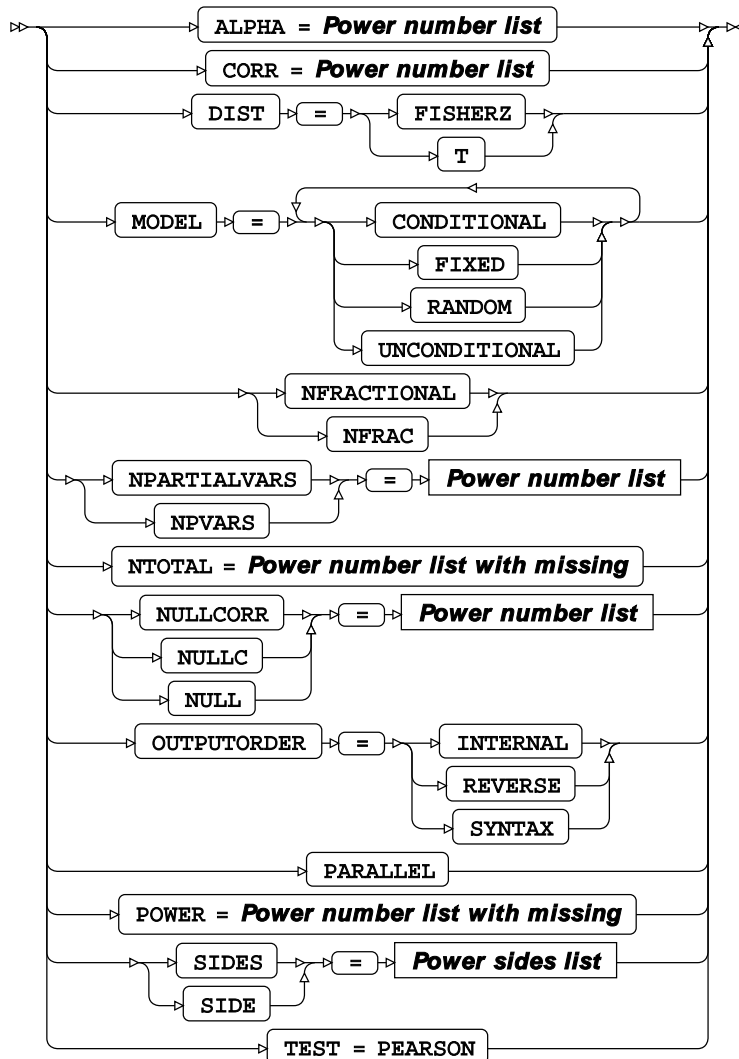 ALPHA = Power number list
CORR = Power number list
DIST = FISHERZ
T
MODEL = CONDITIONAL
FIXED
RANDOM
UNCONDITIONAL
NFRACTIONAL
NFRAC
NPARTIALVARS = Power number list
NPVARS
NTOTAL = Power number list with missing
NULLCORR = Power number list
NULLC
NULL
OUTPUTORDER = INTERNAL
REVERSE
SYNTAX
PARALLEL
POWER = Power number list with missing
SIDES = Power sides list
SIDE
TEST = PEARSON